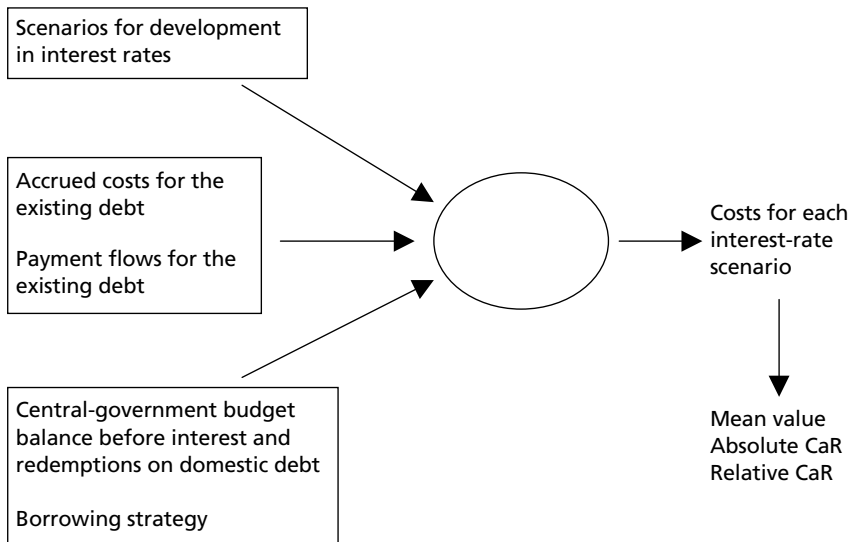 Scenarios for development
in interest rates
Accrued costs for the
existing debt
Payment flows for the
existing debt
Central-government budget
balance before interest and
redemptions on domestic debt
Borrowing strategy
Costs for each
interest-rate
scenario
Mean value
Absolute CaR
Relative CaR